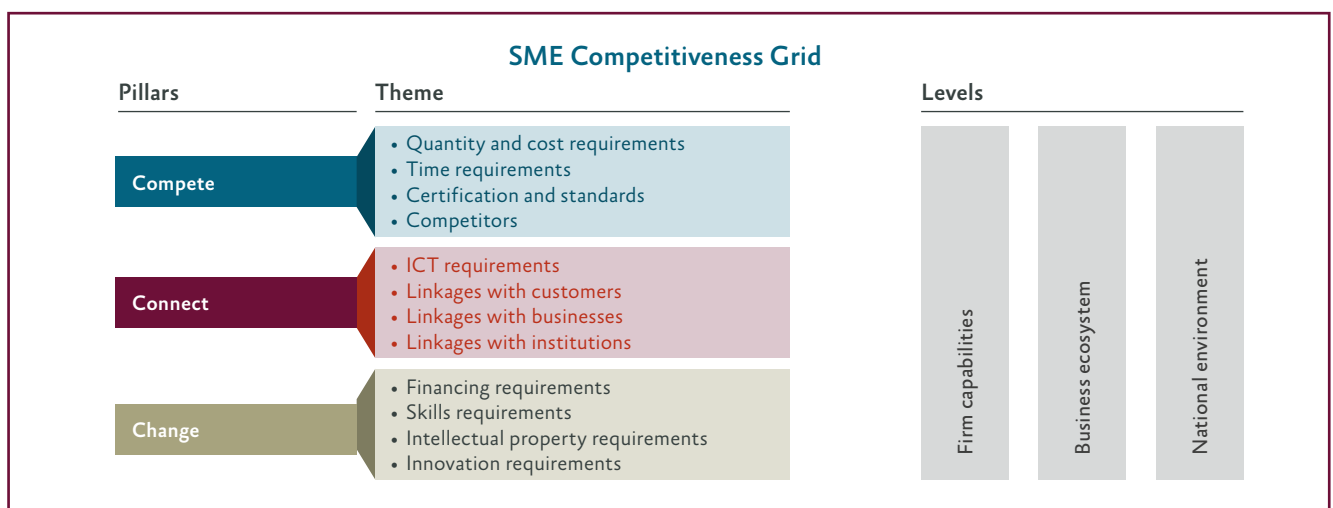 SME Competitiveness Grid
Pillars
Theme
Levels
Compete
• Quantity and cost requirements
• Time requirements
• Certification and standards
• Competitors
Connect
• ICT requirements
• Linkages with customers
• Linkages with businesses
• Linkages with institutions
Change
• Financing requirements
• Skills requirements
• Intellectual property requirements
• Innovation requirements
Firm capabilities
Business ecosystem
National environment